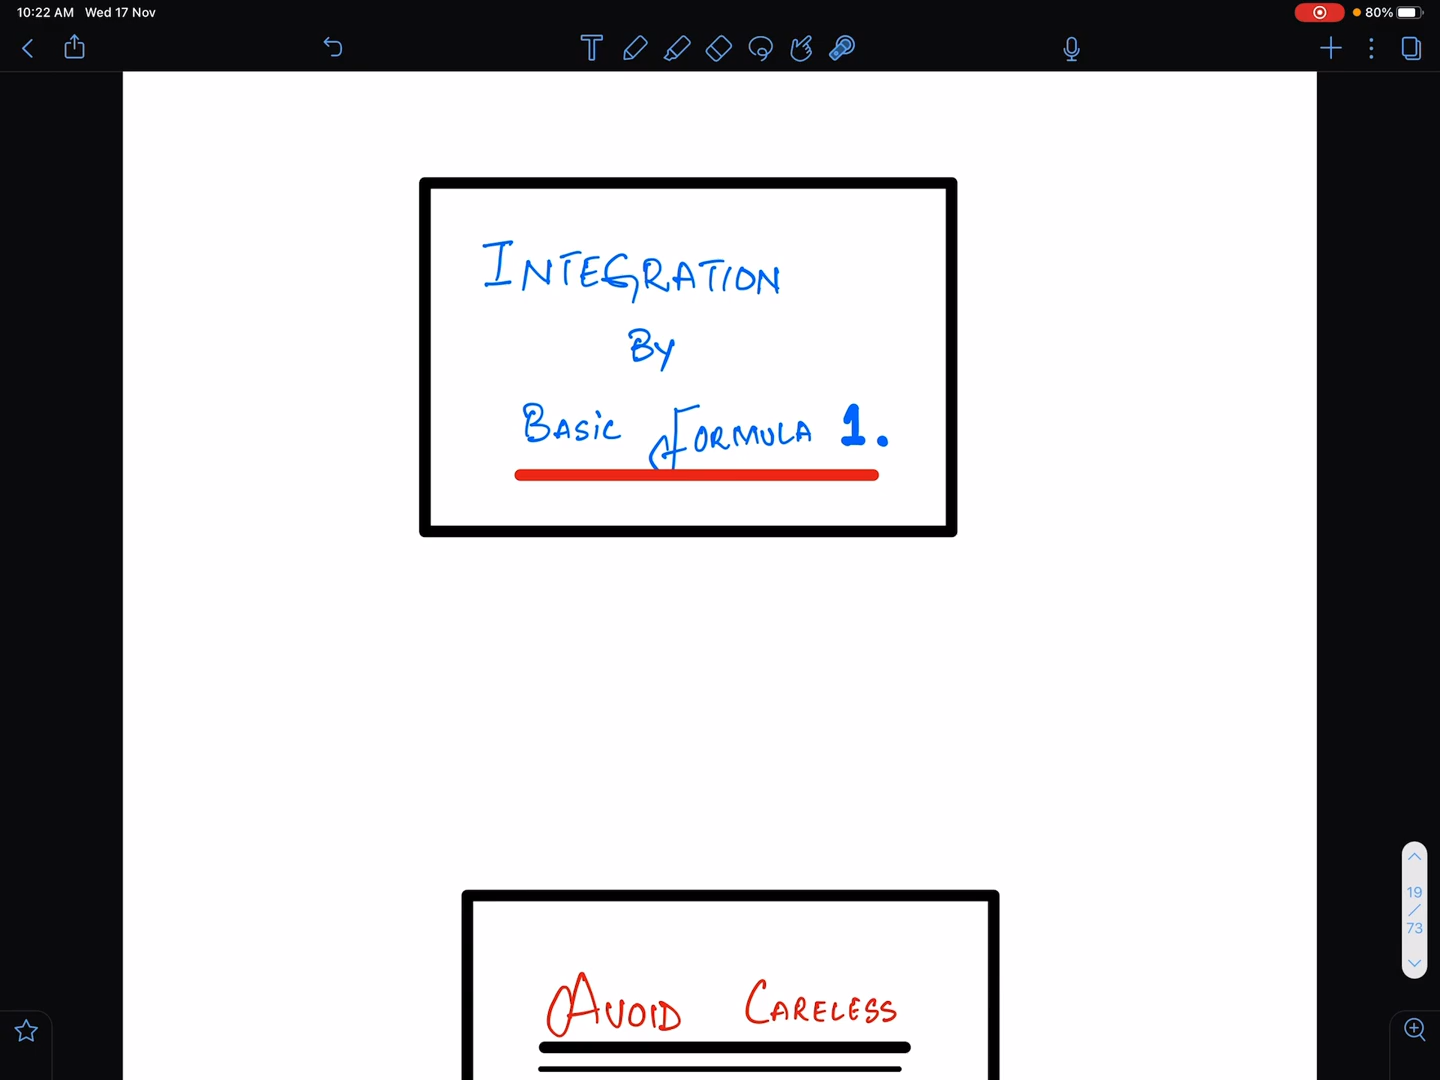 10:22 AM Wed 17 Nov
80%
INTEGRATION
By
BASIC FORMULA 1.
19
/
73
AVOID CARELESS